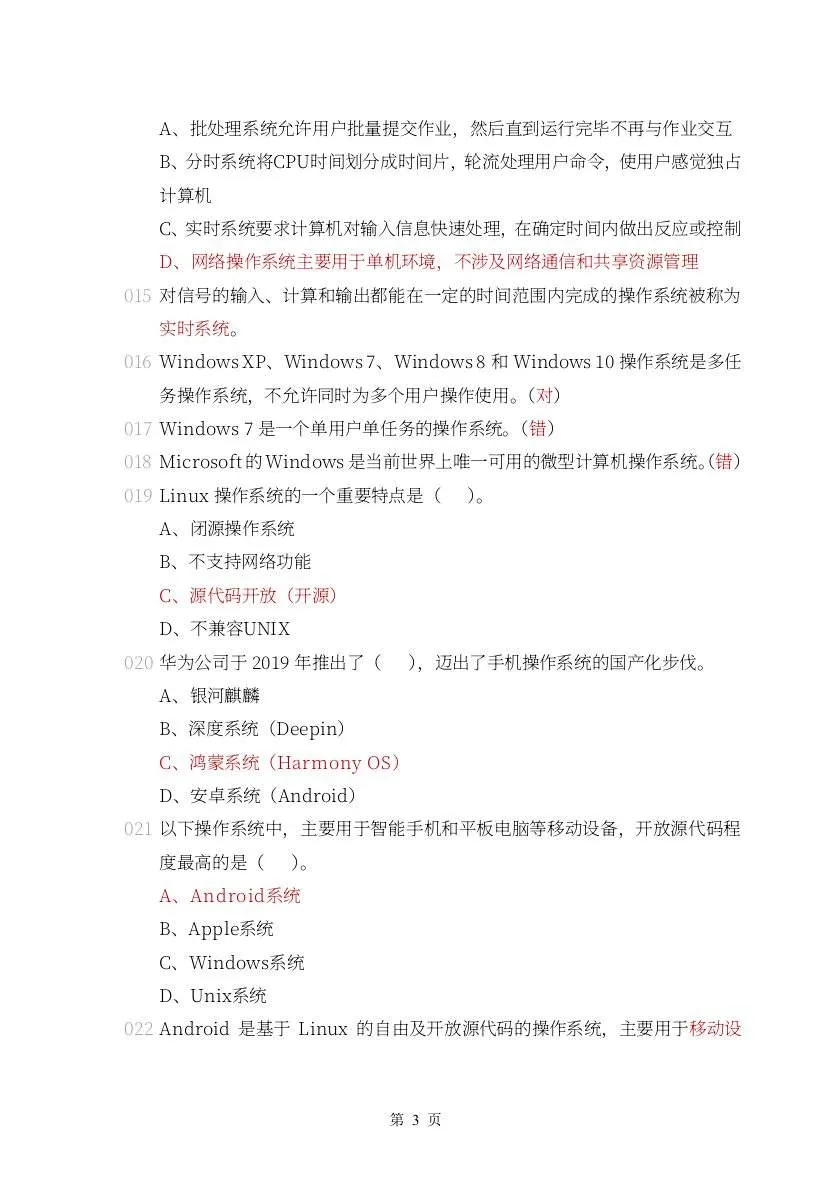 A、批处理系统允许用户批量提交作业，然后直到运行完毕不再与作业交互
B、分时系统将CPU时间划分成时间片，轮流处理用户命令，使用户感觉独占
计算机
C、实时系统要求计算机对输入信息快速处理，在确定时间内做出反应或控制
D、网络操作系统主要用于单机环境，不涉及网络通信和共享资源管理
015 对信号的输入、计算和输出都能在一定的时间范围内完成的操作系统被称为
实时系统。
016 Windows XP、Windows 7、Windows 8 和 Windows 10 操作系统是多任
务操作系统，不允许同时为多个用户操作使用。（对）
017 Windows 7 是一个单用户单任务的操作系统。（错）
018 Microsoft 的 Windows 是当前世界上唯一可用的微型计算机操作系统。（错）
019 Linux 操作系统的一个重要特点是（ ）。
A、闭源操作系统
B、不支持网络功能
C、源代码开放（开源）
D、不兼容UNIX
020 华为公司于 2019 年推出了（ ），迈出了手机操作系统的国产化步伐。
A、银河麒麟
B、深度系统（Deepin）
C、鸿蒙系统（Harmony OS）
D、安卓系统（Android）
021 以下操作系统中，主要用于智能手机和平板电脑等移动设备，开放源代码程
度最高的是（ ）。
A、Android系统
B、Apple系统
C、Windows系统
D、Unix系统
022 Android 是基于 Linux 的自由及开放源代码的操作系统，主要用于移动设
第 3 页